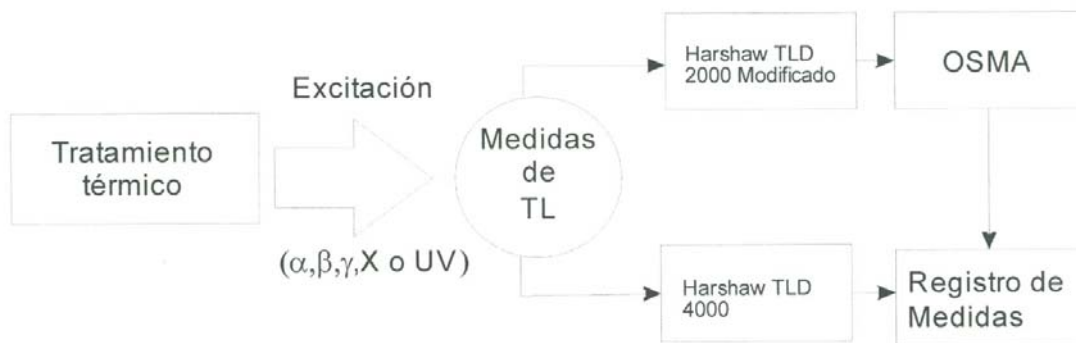 Tratamiento
térmico
Excitación
(α,β,γ,X o UV)
Medidas
de
TL
Harshaw TLD
2000 Modificado
OSMA
Harshaw TLD
4000
Registro de
Medidas